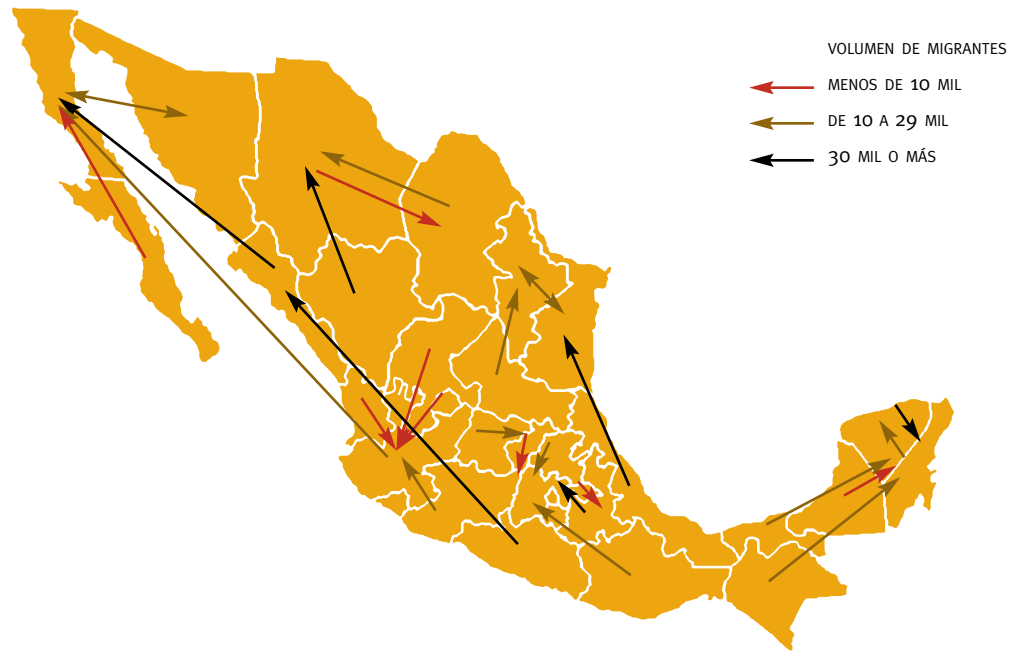 VOLUMEN DE MIGRANTES
MENOS DE 10 MIL
DE 10 A 29 MIL
30 MIL O MÁS